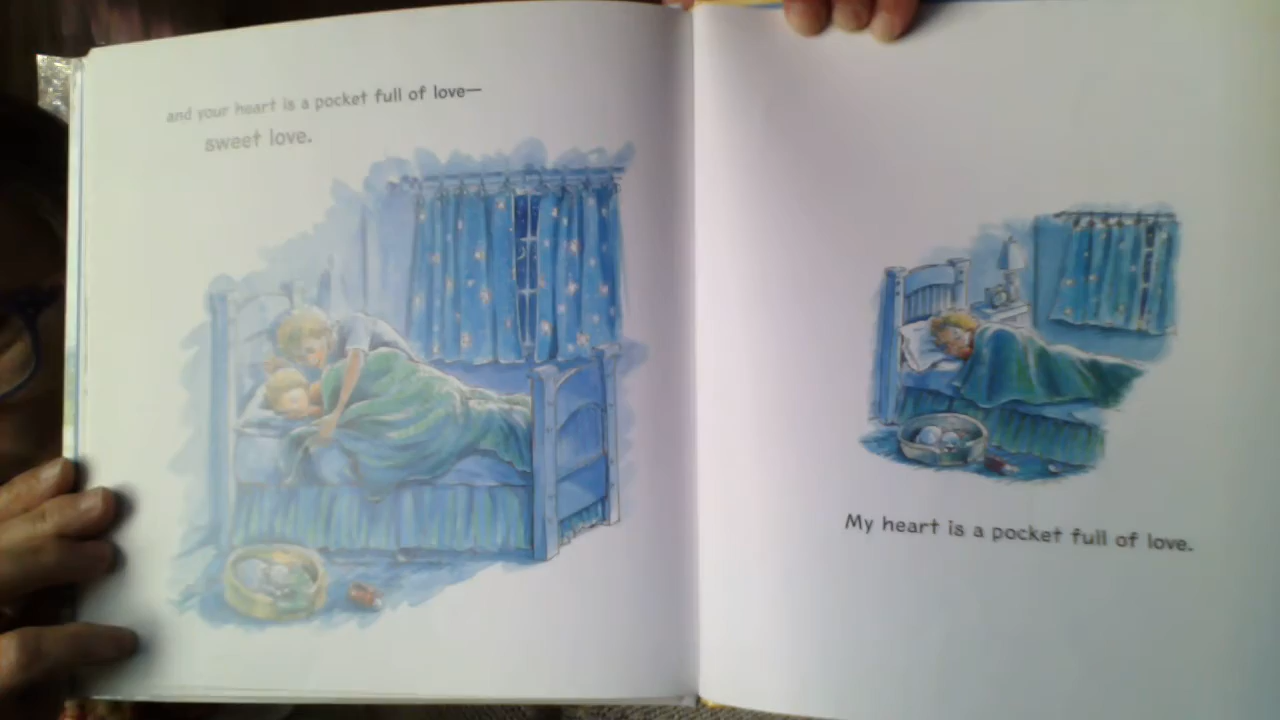 and your heart is a pocket full of love—
sweet love.
My heart is a pocket full of love.